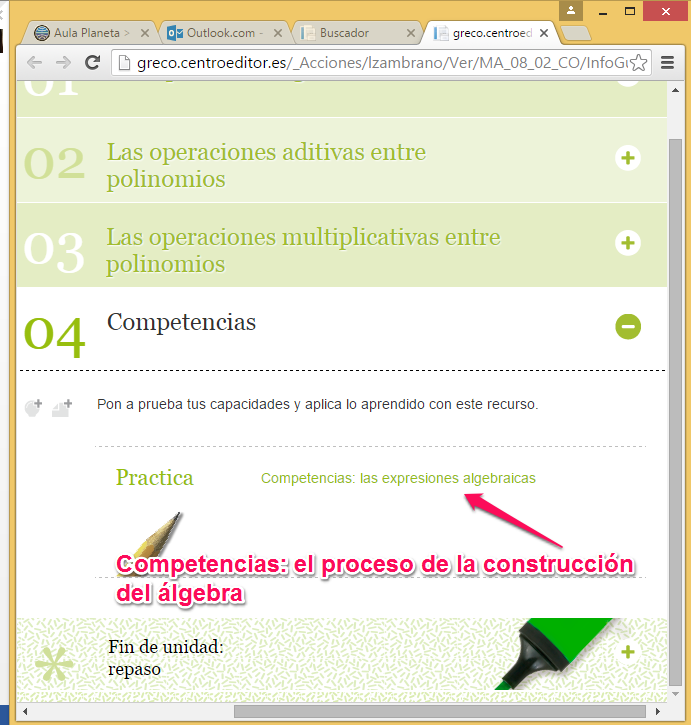 Aula Planeta >
Outlook.com -
Buscador
greco.centroed
greco.centroeditor.es/_Acciones/lzambrano/Ver/MA_08_02_CO/InfoGu
01
02
Las operaciones aditivas entre
polinomios
03
Las operaciones multiplicativas entre
polinomios
04
Competencias
Pon a prueba tus capacidades y aplica lo aprendido con este recurso.
Practica
Competencias: las expresiones algebraicas
Competencias: el proceso de la construcción
del álgebra
Fin de unidad:
repaso